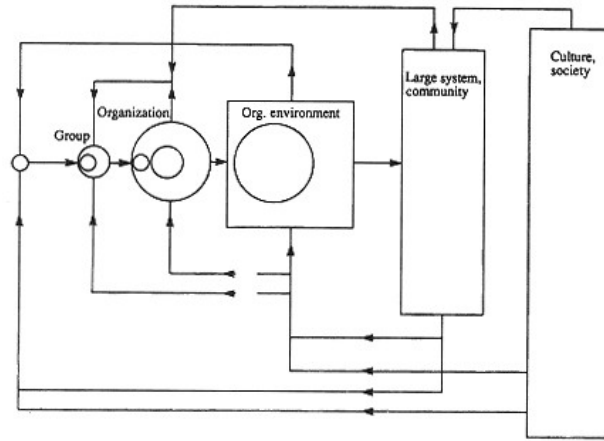 Large system,
community
Culture,
society
Organization
Org. environment
Group